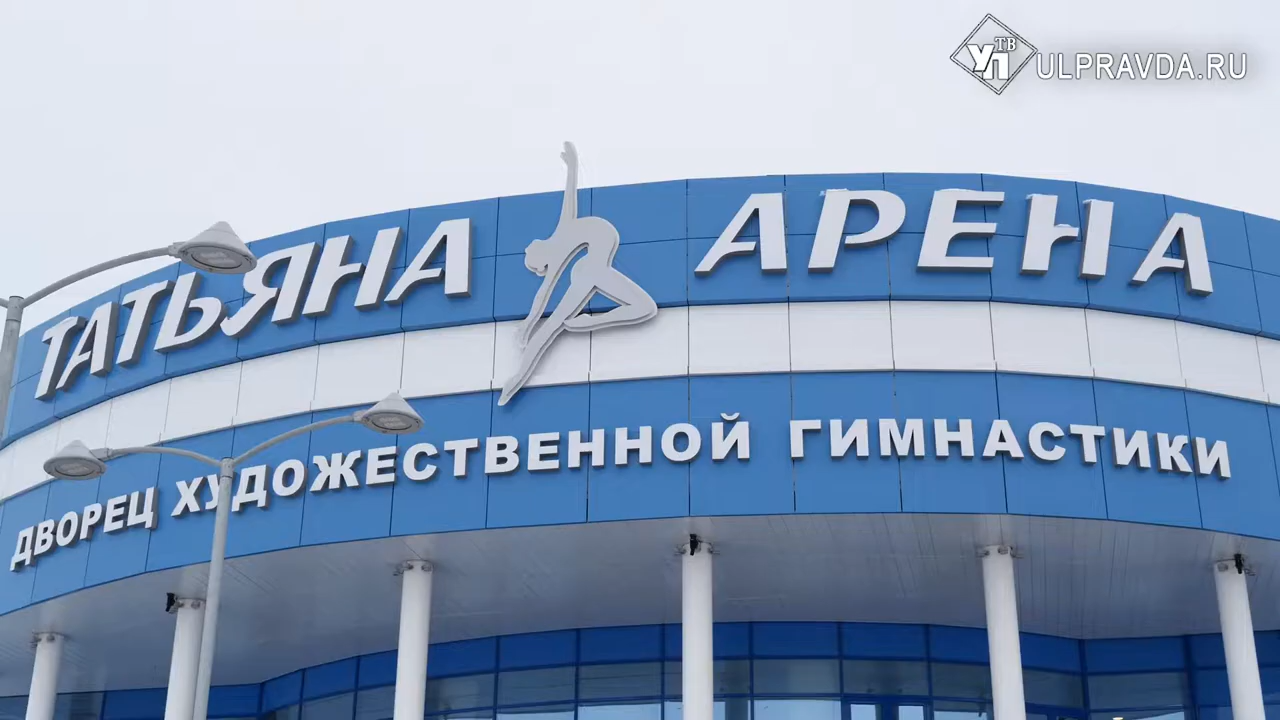 УП ТВ ULPRAVDA.RU
ТАТЬЯНА АРЕНА
ДВОРЕЦ ХУДОЖЕСТВЕННОЙ ГИМНАСТИКИ